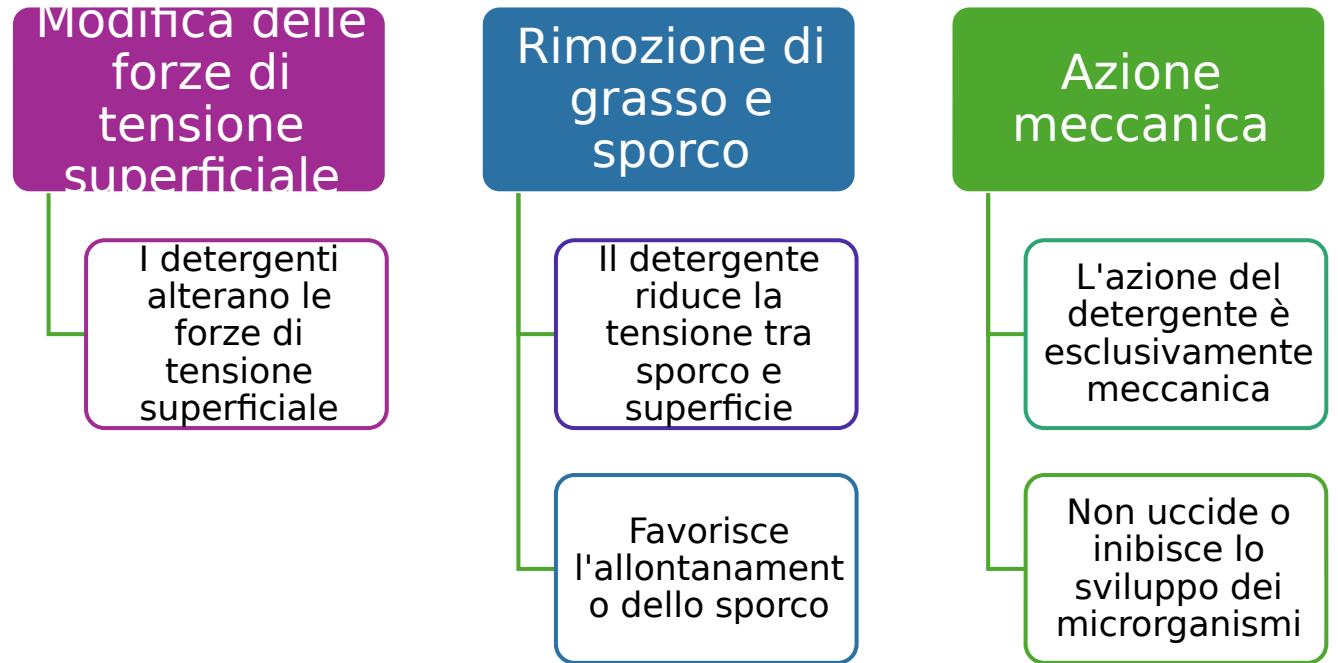 Modifica delle
forze di
tensione
superficiale
I detergenti
alterano le
forze di
tensione
superficiale
Rimozione di
grasso e
sporco
Il detergente
riduce la
tensione tra
sporco e
superficie
Favorisce
l'allontanament
o dello sporco
Azione
meccanica
L'azione del
detergente è
esclusivamente
meccanica
Non uccide o
inibisce lo
sviluppo dei
microrganismi